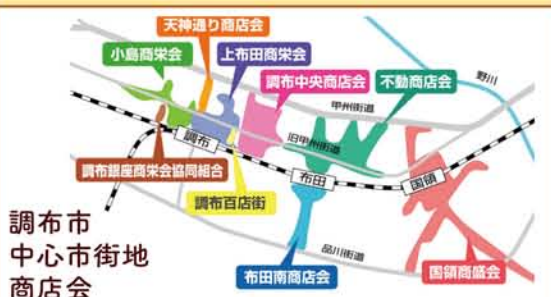 天神通り商店会
小島商栄会
上布田商栄会
調布中央商店会
不動商店会
野川
甲州街道
旧甲州街道
調布
布田
国領
調布銀座商栄会協同組合
調布百店街
品川街道
布田南商店会
国領商盛会
調布市
中心市街地
商店会